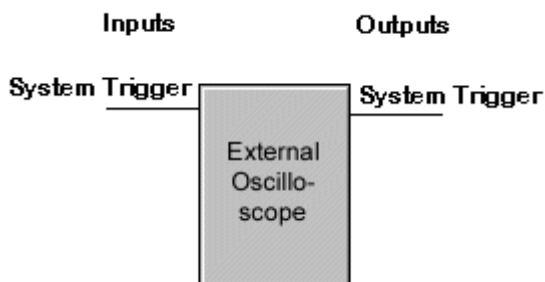 Inputs
Outputs
System Trigger
System Trigger
External
Oscillo-
scope